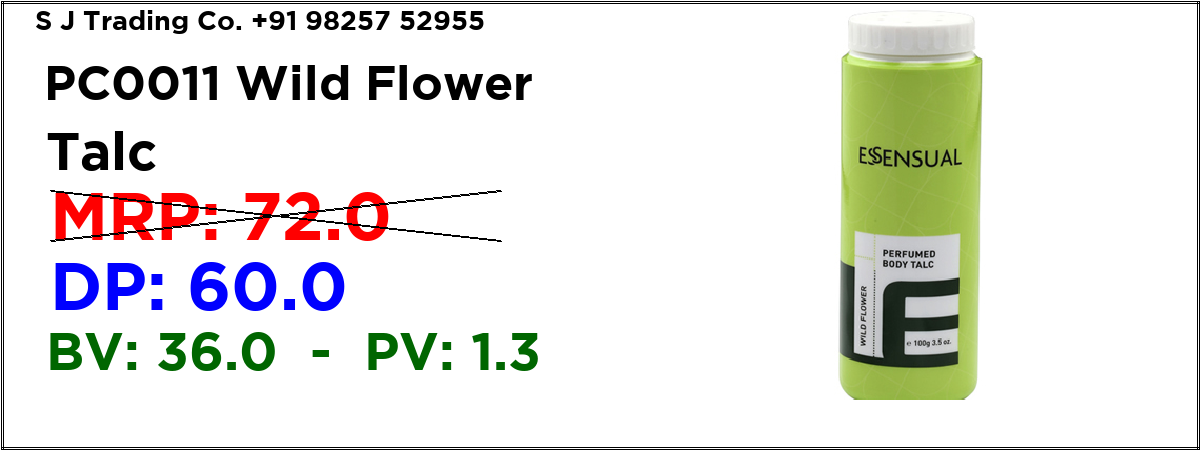 S J Trading Co. +91 98257 52955
PC0011 Wild Flower
Talc
MRP: 72.0
DP: 60.0
BV: 36.0 - PV: 1.3
ESSENSUAL
PERFUMED
BODY TALC
WILD FLOWER
e 100g 3.5 oz.